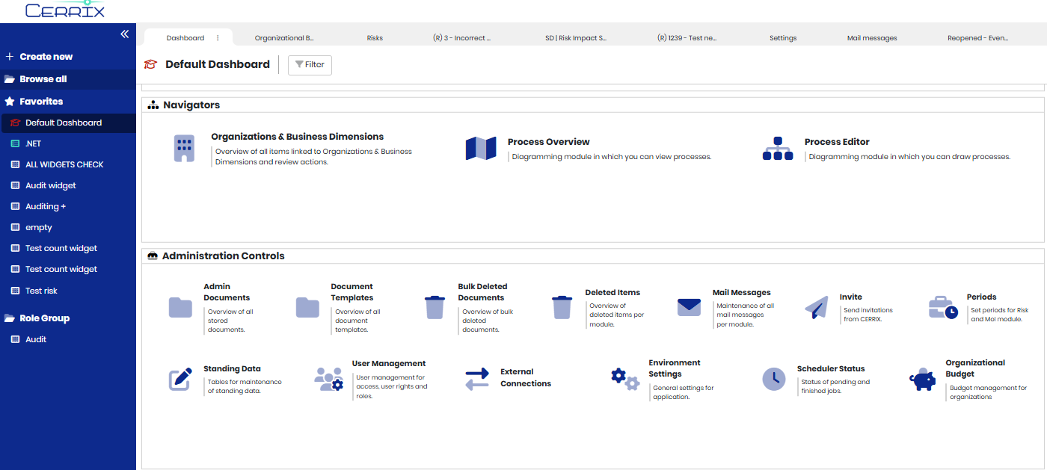 CERRIX
Dashboard
Organizational B...
Risks
(R) 3 - Incorrect ...
SD | Risk Impact S...
(R) 1239 - Test ne...
Settings
Mail messages
Reopened - Even...
Create new
Browse all
Favorites
Default Dashboard
.NET
ALL WIDGETS CHECK
Audit widget
Auditing +
empty
Test count widget
Test count widget
Test risk
Role Group
Audit
Default Dashboard
Filter
Navigators
Organizations & Business Dimensions
Overview of all items linked to Organizations & Business
Dimensions and review actions.
Process Overview
Diagramming module in which you can view processes.
Process Editor
Diagramming module in which you can draw processes.
Administration Controls
Admin
Documents
Overview of all
stored
documents.
Document
Templates
Overview of all
document
templates.
Bulk Deleted
Documents
Overview of bulk
deleted
documents.
Deleted Items
Overview of
deleted items per
module.
Mail Messages
Maintenance of all
mail messages
per module.
Invite
Send invitations
from CERRIX.
Periods
Set periods for Risk
and MoI module.
Standing Data
Tables for maintenance
of standing data.
User Management
User management for
access, user rights and
roles.
External
Connections
Environment
Settings
General settings for
application.
Scheduler Status
Status of pending and
finished jobs.
Organizational
Budget
Budget management for
organizations